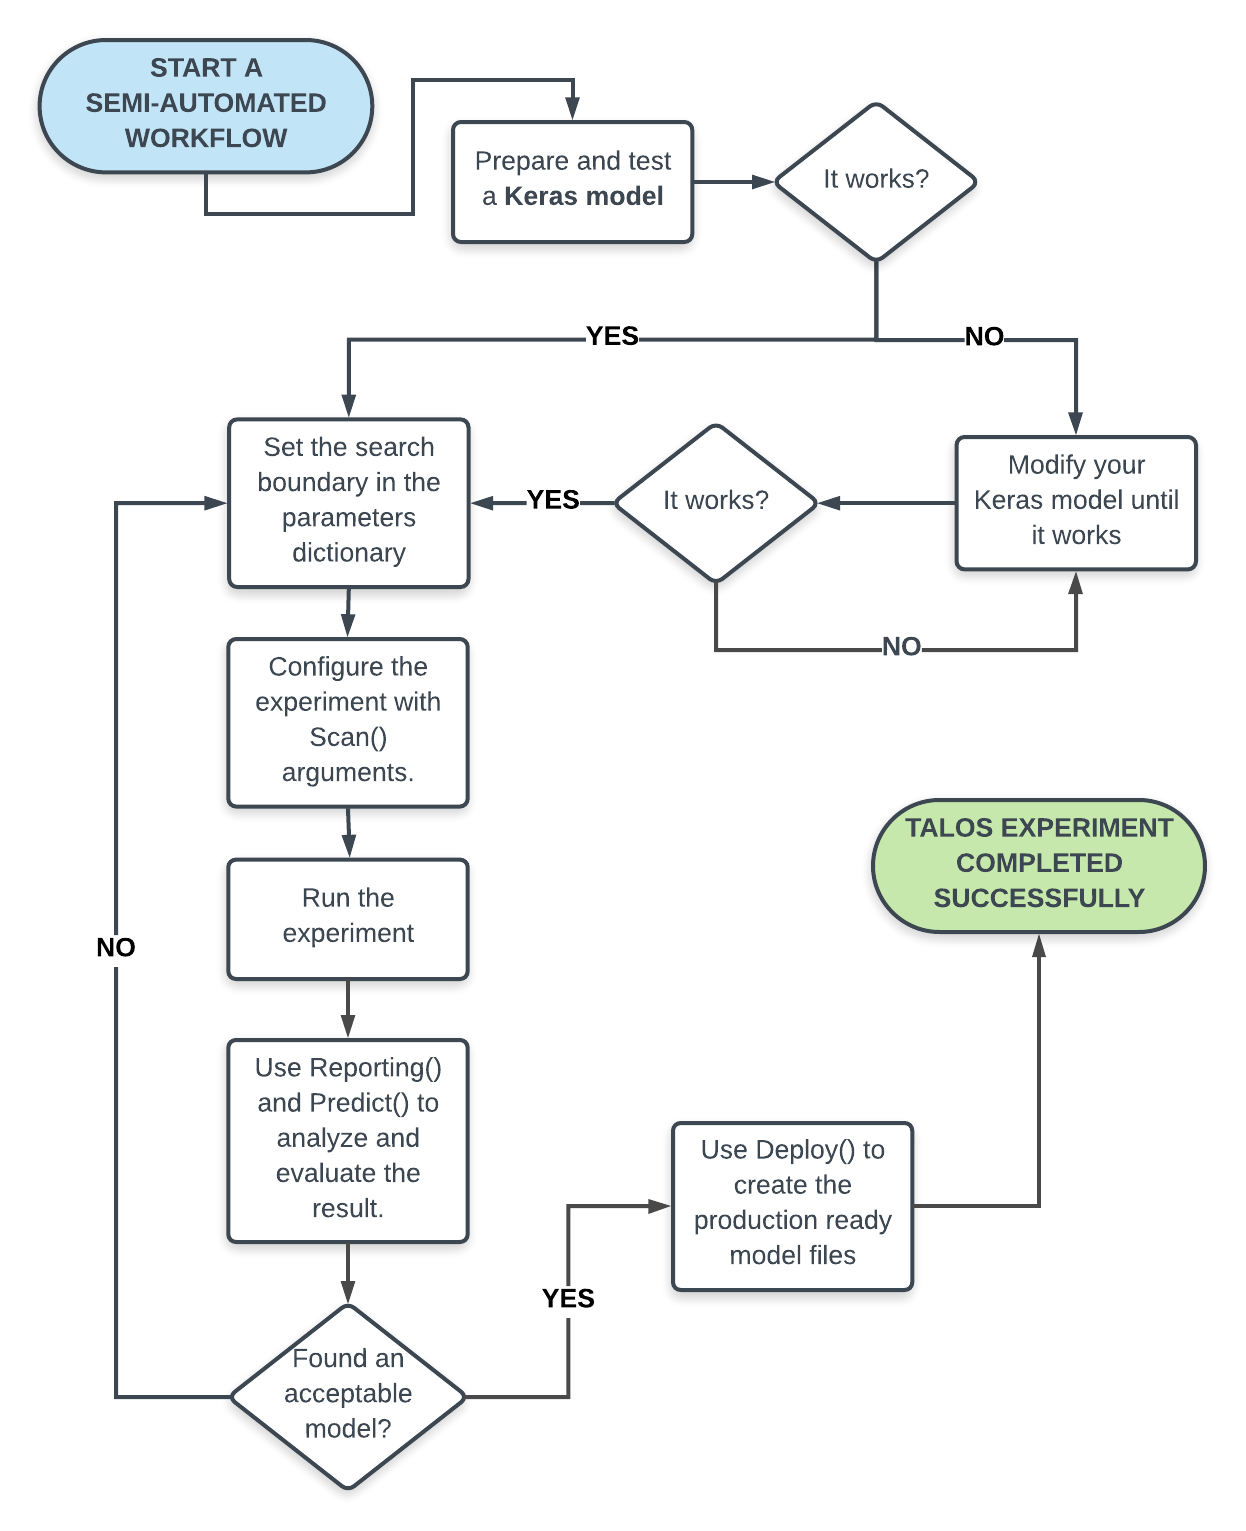 START A
SEMI-AUTOMATED
WORKFLOW
Prepare and test
a Keras model
It works?
YES
NO
Set the search
boundary in the
parameters
dictionary
YES
It works?
Modify your
Keras model until
it works
NO
Configure the
experiment with
Scan()
arguments.
TALOS EXPERIMENT
COMPLETED
SUCCESSFULLY
Run the
experiment
NO
Use Reporting()
and Predict() to
analyze and
evaluate the
result.
Use Deploy() to
create the
production ready
model files
YES
Found an
acceptable
model?